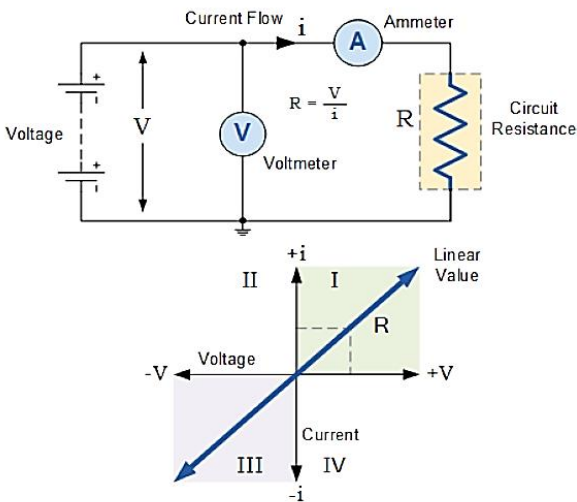 Current Flow
i
Ammeter
A
+
-
Voltage
+
-
V
V
Voltmeter
R = V
i
R
Circuit
Resistance
+i
Linear
Value
II
I
R
Voltage
-V
+V
Current
III
IV
-i